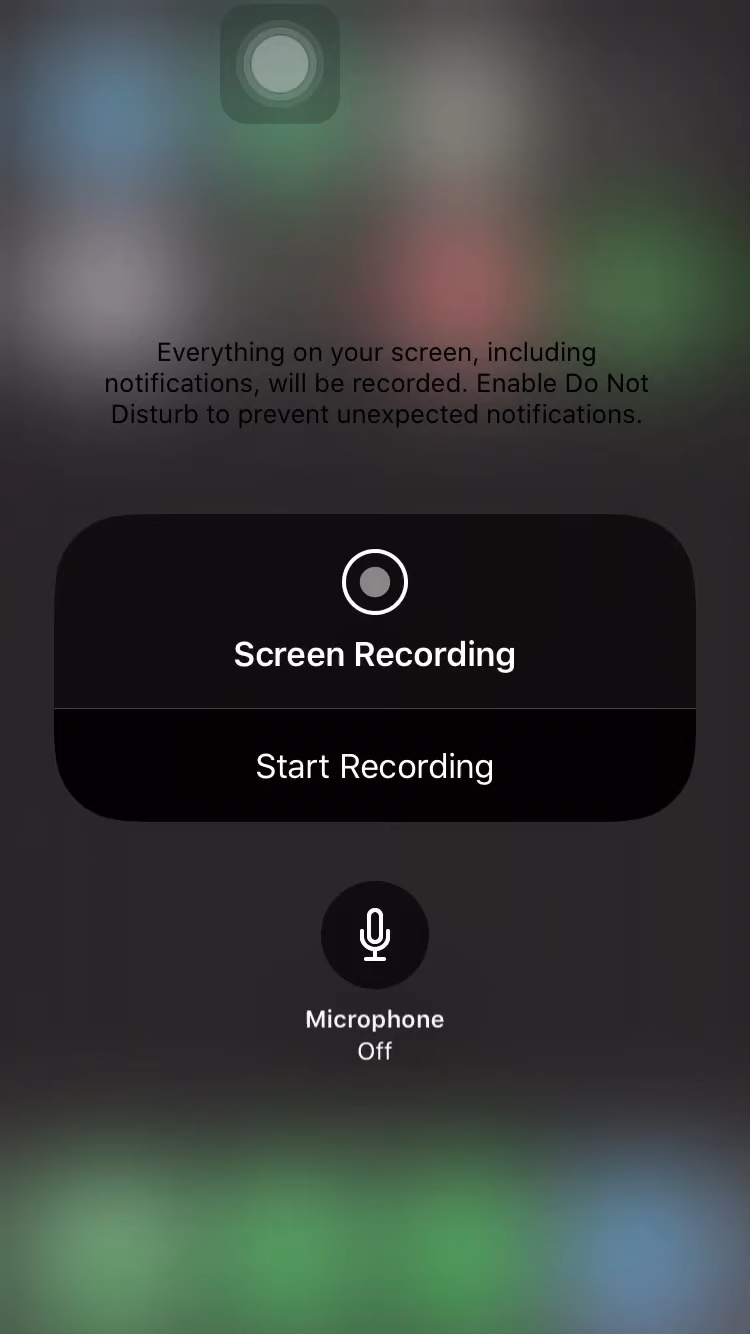 Everything on your screen, including
notifications, will be recorded. Enable Do Not
Disturb to prevent unexpected notifications.
Screen Recording
Start Recording
Microphone
Off